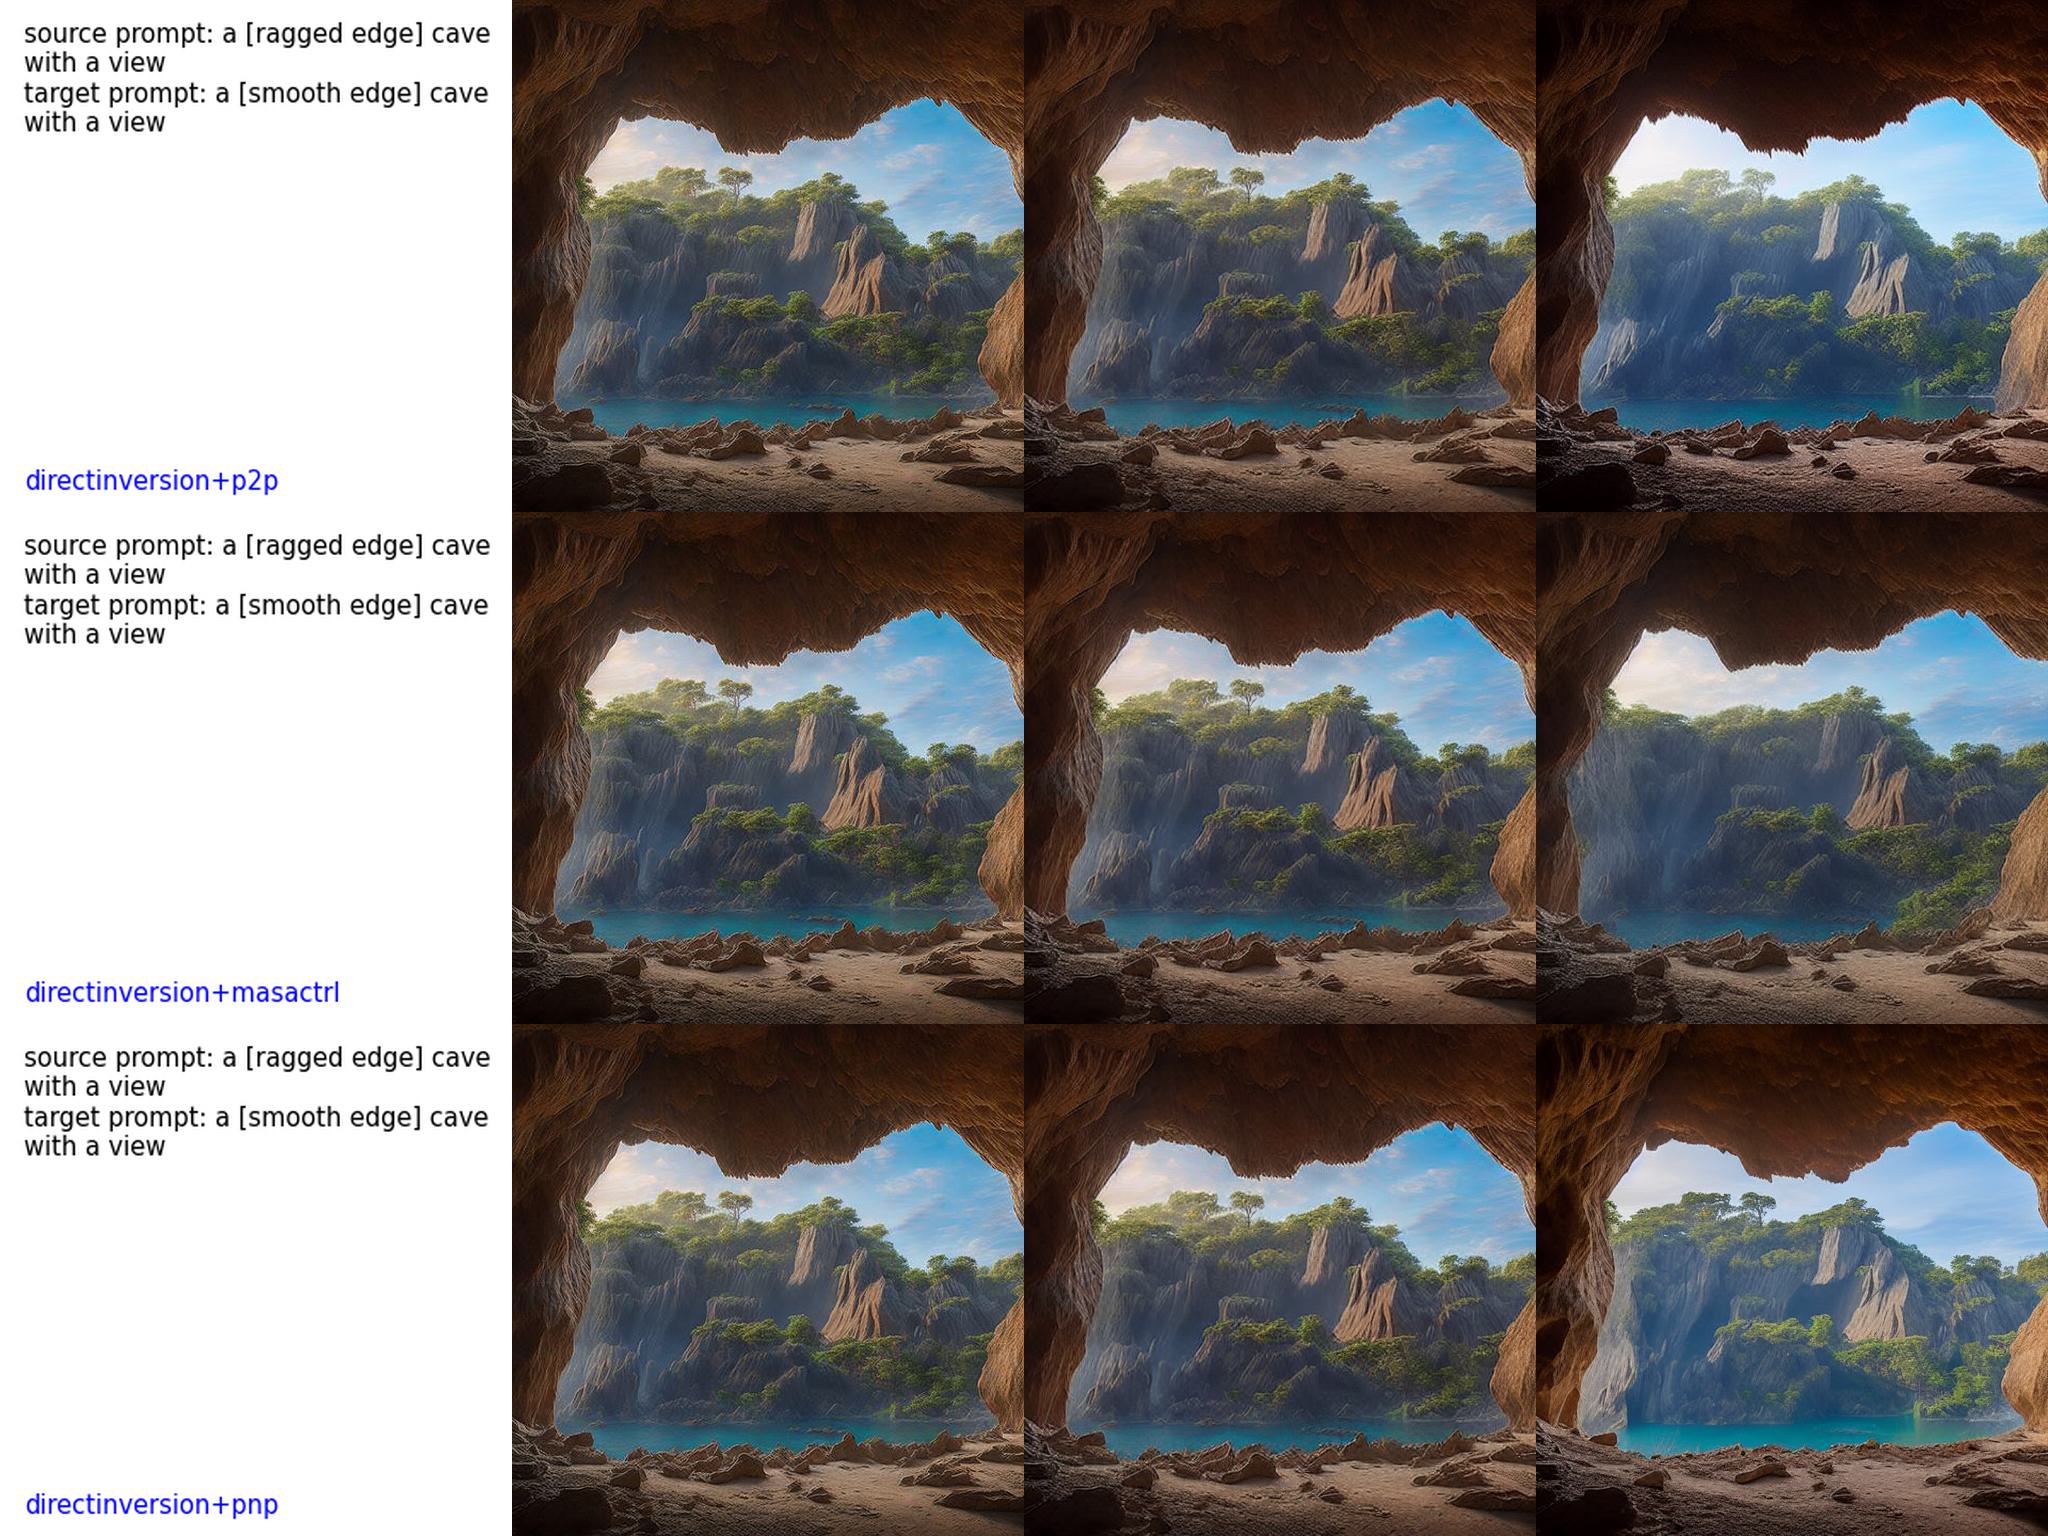 source prompt: a [ragged edge] cave
with a view
target prompt: a [smooth edge] cave
with a view
directinversion+p2p
source prompt: a [ragged edge] cave
with a view
target prompt: a [smooth edge] cave
with a view
directinversion+masactrl
source prompt: a [ragged edge] cave
with a view
target prompt: a [smooth edge] cave
with a view
directinversion+pnp